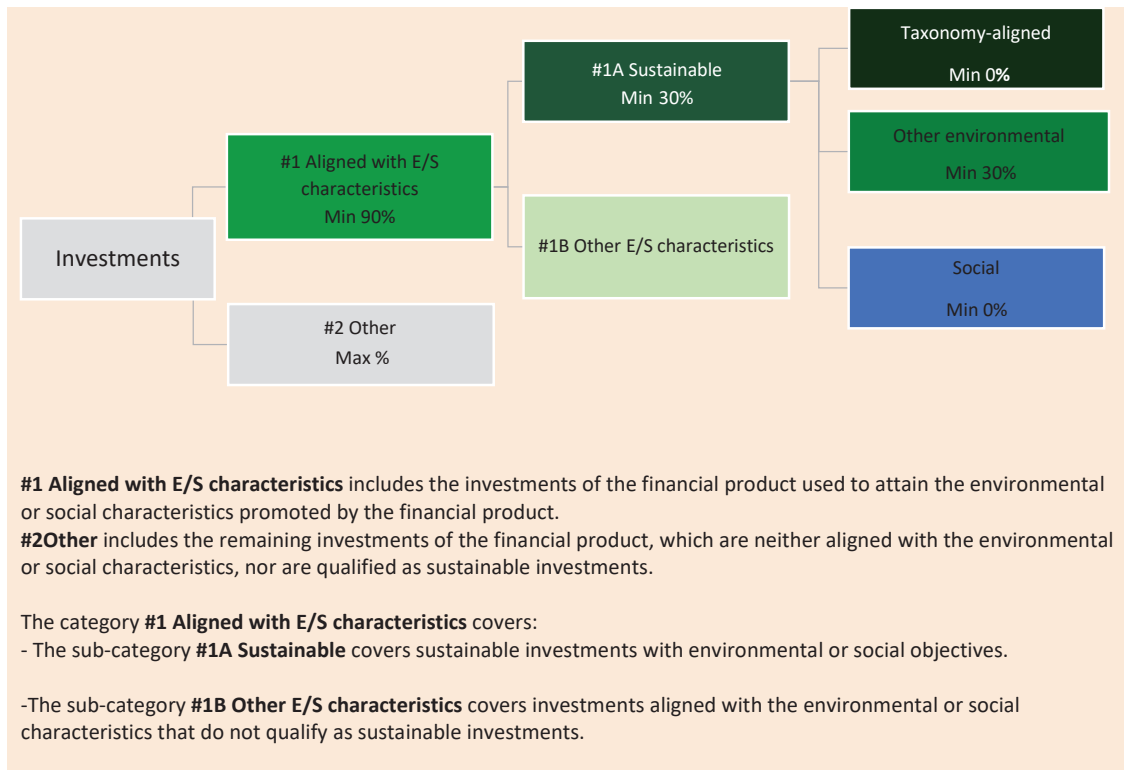 Taxonomy-aligned
Min 0%
#1A Sustainable
Min 30%
Other environmental
Min 30%
#1 Aligned with E/S
characteristics
Min 90%
#1B Other E/S characteristics
Investments
Social
Min 0%
#2 Other
Max %
#1 Aligned with E/S characteristics includes the investments of the financial product used to attain the environmental
or social characteristics promoted by the financial product.
#2Other includes the remaining investments of the financial product, which are neither aligned with the environmental
or social characteristics, nor are qualified as sustainable investments.
The category #1 Aligned with E/S characteristics covers:
- The sub-category #1A Sustainable covers sustainable investments with environmental or social objectives.
-The sub-category #1B Other E/S characteristics covers investments aligned with the environmental or social
characteristics that do not qualify as sustainable investments.